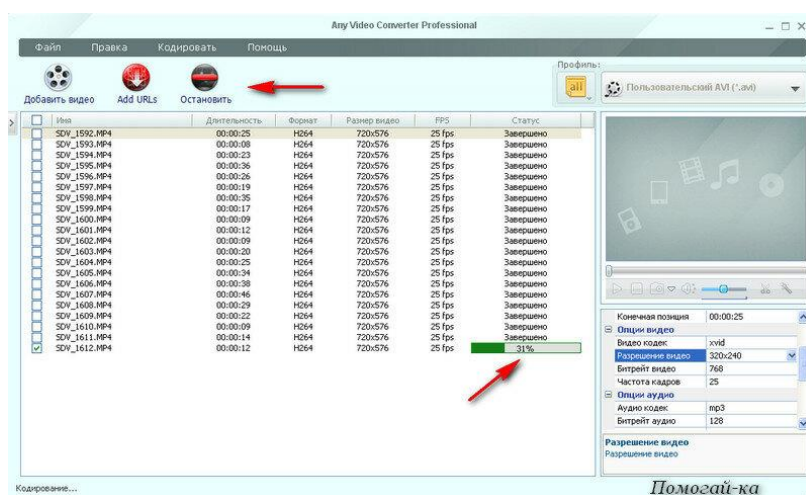 Any Video Converter Professional
Файл Правка Кодировать Помощь
Профиль:
Добавить видео Add URLs Остановить
all Пользовательский AVI (*.avi)
Имя Длительность Формат Размер видео FPS Статус
SDV_1592.MP4 00:00:25 H264 720x576 25 fps Завершено
SDV_1593.MP4 00:00:08 H264 720x576 25 fps Завершено
SDV_1594.MP4 00:00:23 H264 720x576 25 fps Завершено
SDV_1595.MP4 00:00:36 H264 720x576 25 fps Завершено
SDV_1596.MP4 00:00:26 H264 720x576 25 fps Завершено
SDV_1597.MP4 00:00:19 H264 720x576 25 fps Завершено
SDV_1598.MP4 00:00:35 H264 720x576 25 fps Завершено
SDV_1599.MP4 00:00:17 H264 720x576 25 fps Завершено
SDV_1600.MP4 00:00:09 H264 720x576 25 fps Завершено
SDV_1601.MP4 00:00:12 H264 720x576 25 fps Завершено
SDV_1602.MP4 00:00:09 H264 720x576 25 fps Завершено
SDV_1603.MP4 00:00:20 H264 720x576 25 fps Завершено
SDV_1604.MP4 00:00:25 H264 720x576 25 fps Завершено
SDV_1605.MP4 00:00:34 H264 720x576 25 fps Завершено
SDV_1606.MP4 00:00:38 H264 720x576 25 fps Завершено
SDV_1607.MP4 00:00:46 H264 720x576 25 fps Завершено
SDV_1608.MP4 00:00:29 H264 720x576 25 fps Завершено
SDV_1609.MP4 00:00:22 H264 720x576 25 fps Завершено
SDV_1610.MP4 00:00:09 H264 720x576 25 fps Завершено
SDV_1611.MP4 00:00:14 H264 720x576 25 fps Завершено
SDV_1612.MP4 00:00:12 H264 720x576 25 fps 31%
Конечная позиция 00:00:25
Опции видео
Видео кодек xvid
Разрешение видео 320x240
Битрейт видео 768
Частота кадров 25
Опции аудио
Аудио кодек mp3
Битрейт аудио 128
Разрешение видео
Разрешение видео
Кодирование...
Помогай-ка